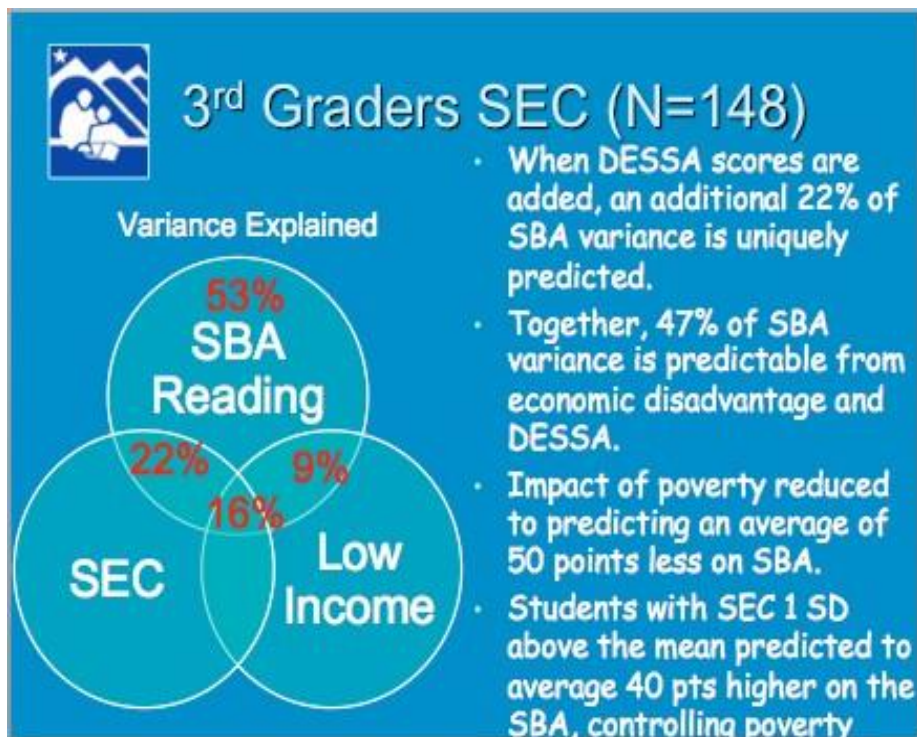 3rd Graders SEC (N=148)
Variance Explained
53%
SBA
Reading
22%
9%
16%
SEC
Low
Income
• When DESSA scores are
added, an additional 22% of
SBA variance is uniquely
predicted.
• Together, 47% of SBA
variance is predictable from
economic disadvantage and
DESSA.
• Impact of poverty reduced
to predicting an average of
50 points less on SBA.
• Students with SEC 1 SD
above the mean predicted to
average 40 pts higher on the
SBA, controlling poverty